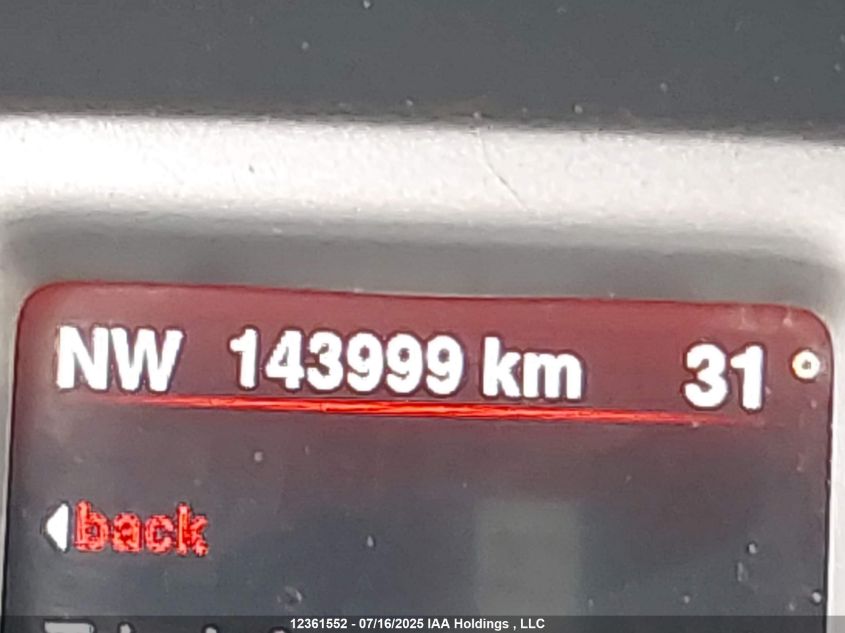 NW 143999 km 31°
back
12361552 - 07/16/2025 IAA Holdings , LLC